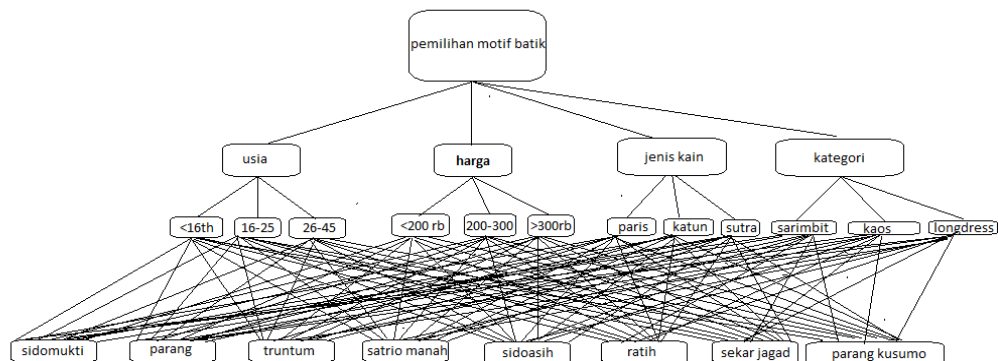 pemilihan motif batik
usia
harga
jenis kain
kategori
<16th
16-25
26-45
<200 rb
200-300
>300rb
paris
katun
sutra
sarimbit
kaos
longdress
sidomukti
parang
truntum
satrio manah
sidoasih
ratih
sekar jagad
parang kusumo